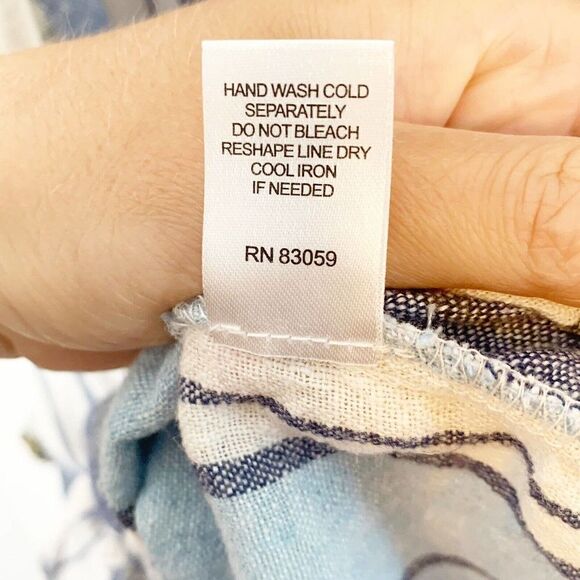 HAND WASH COLD
SEPARATELY
DO NOT BLEACH
RESHAPE LINE DRY
COOL IRON
IF NEEDED
RN 83059